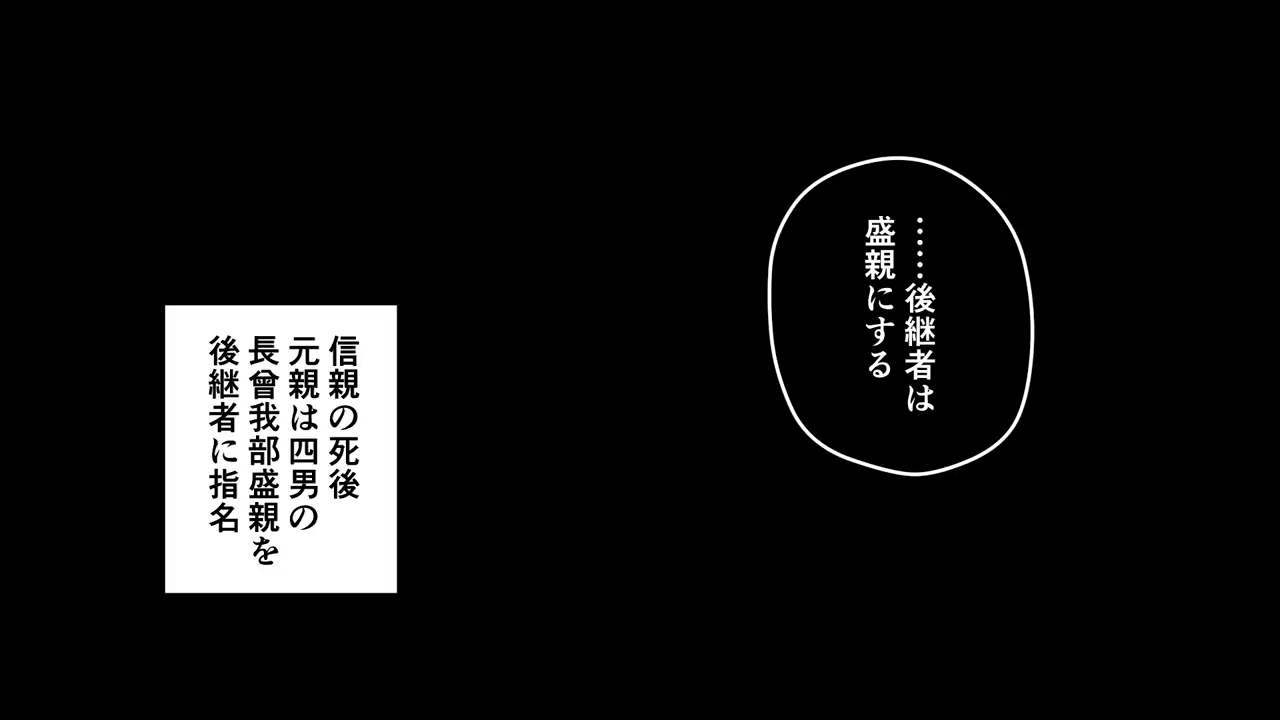 ……後継者は
盛親にする
信親の死後
元親は四男の
長曾我部盛親を
後継者に指名